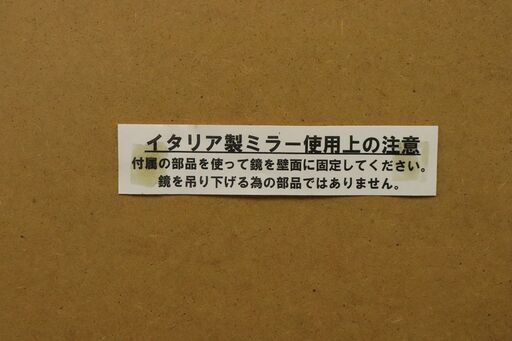 イタリア製ミラー使用上の注意
付属の部品を使って鏡を壁面に固定してください。
鏡を吊り下げる為の部品ではありません。